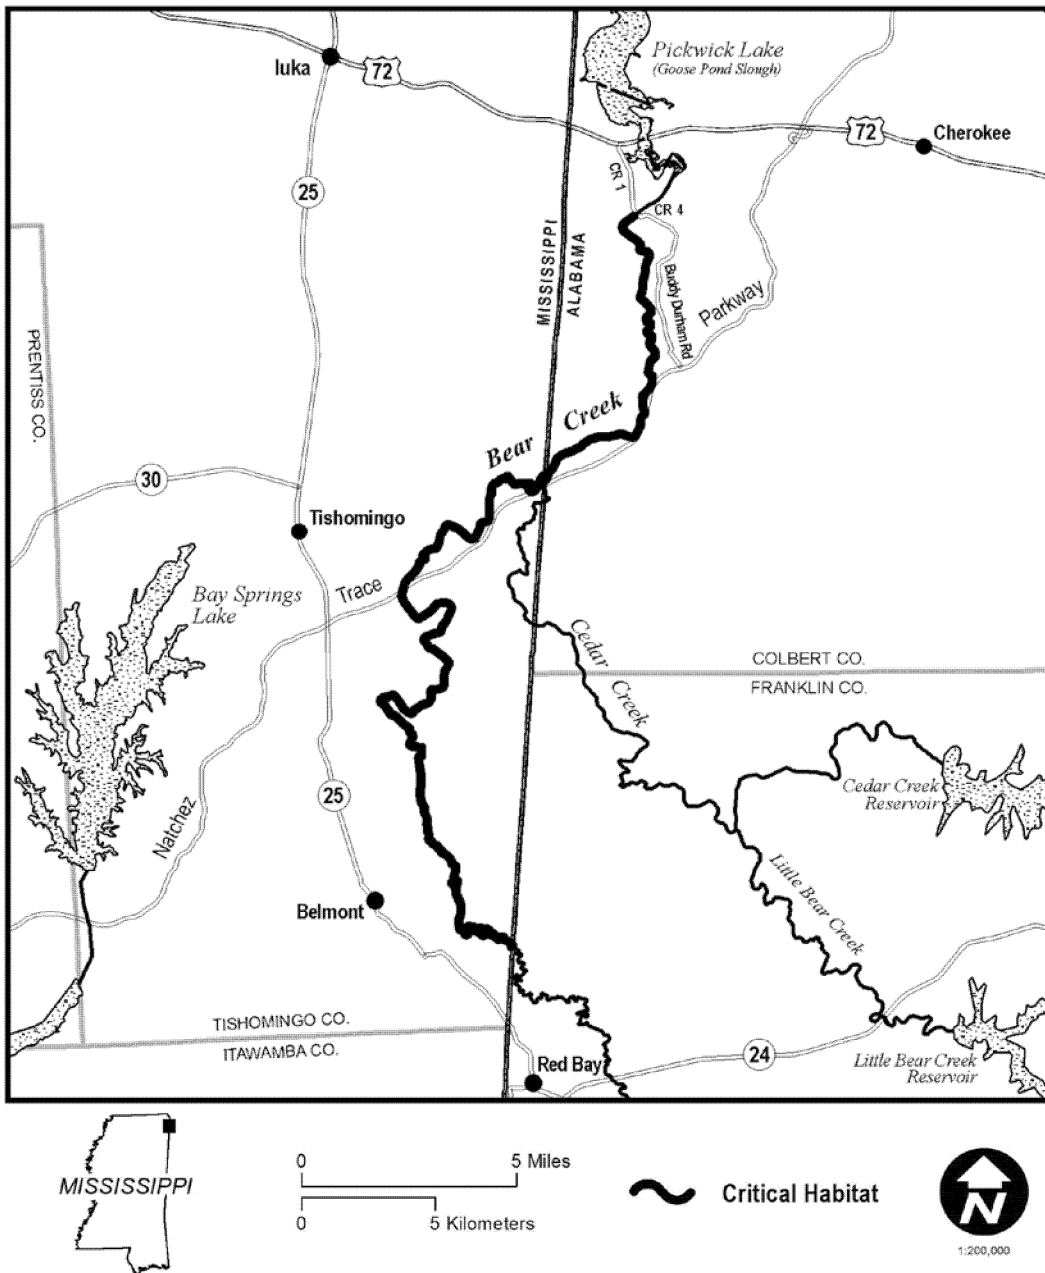 Pickwick Lake
(Goose Pond Slough)
Iuka
72
72
Cherokee
25
CR 1
CR 4
MISSISSIPPI
ALABAMA
Buddy Durham Rd
Parkway
PRENTISS CO.
Bear Creek
30
Tishomingo
Trace
Bay Springs
Lake
Cedar Creek
COLBERT CO.
FRANKLIN CO.
25
Natchez
Cedar Creek
Reservoir
Belmont
Little Bear Creek
TISHOMINGO CO.
ITAWAMBA CO.
Red Bay
24
Little Bear Creek
Reservoir
MISSISSIPPI
0 5 Miles
0 5 Kilometers
Critical Habitat
N
1:200,000